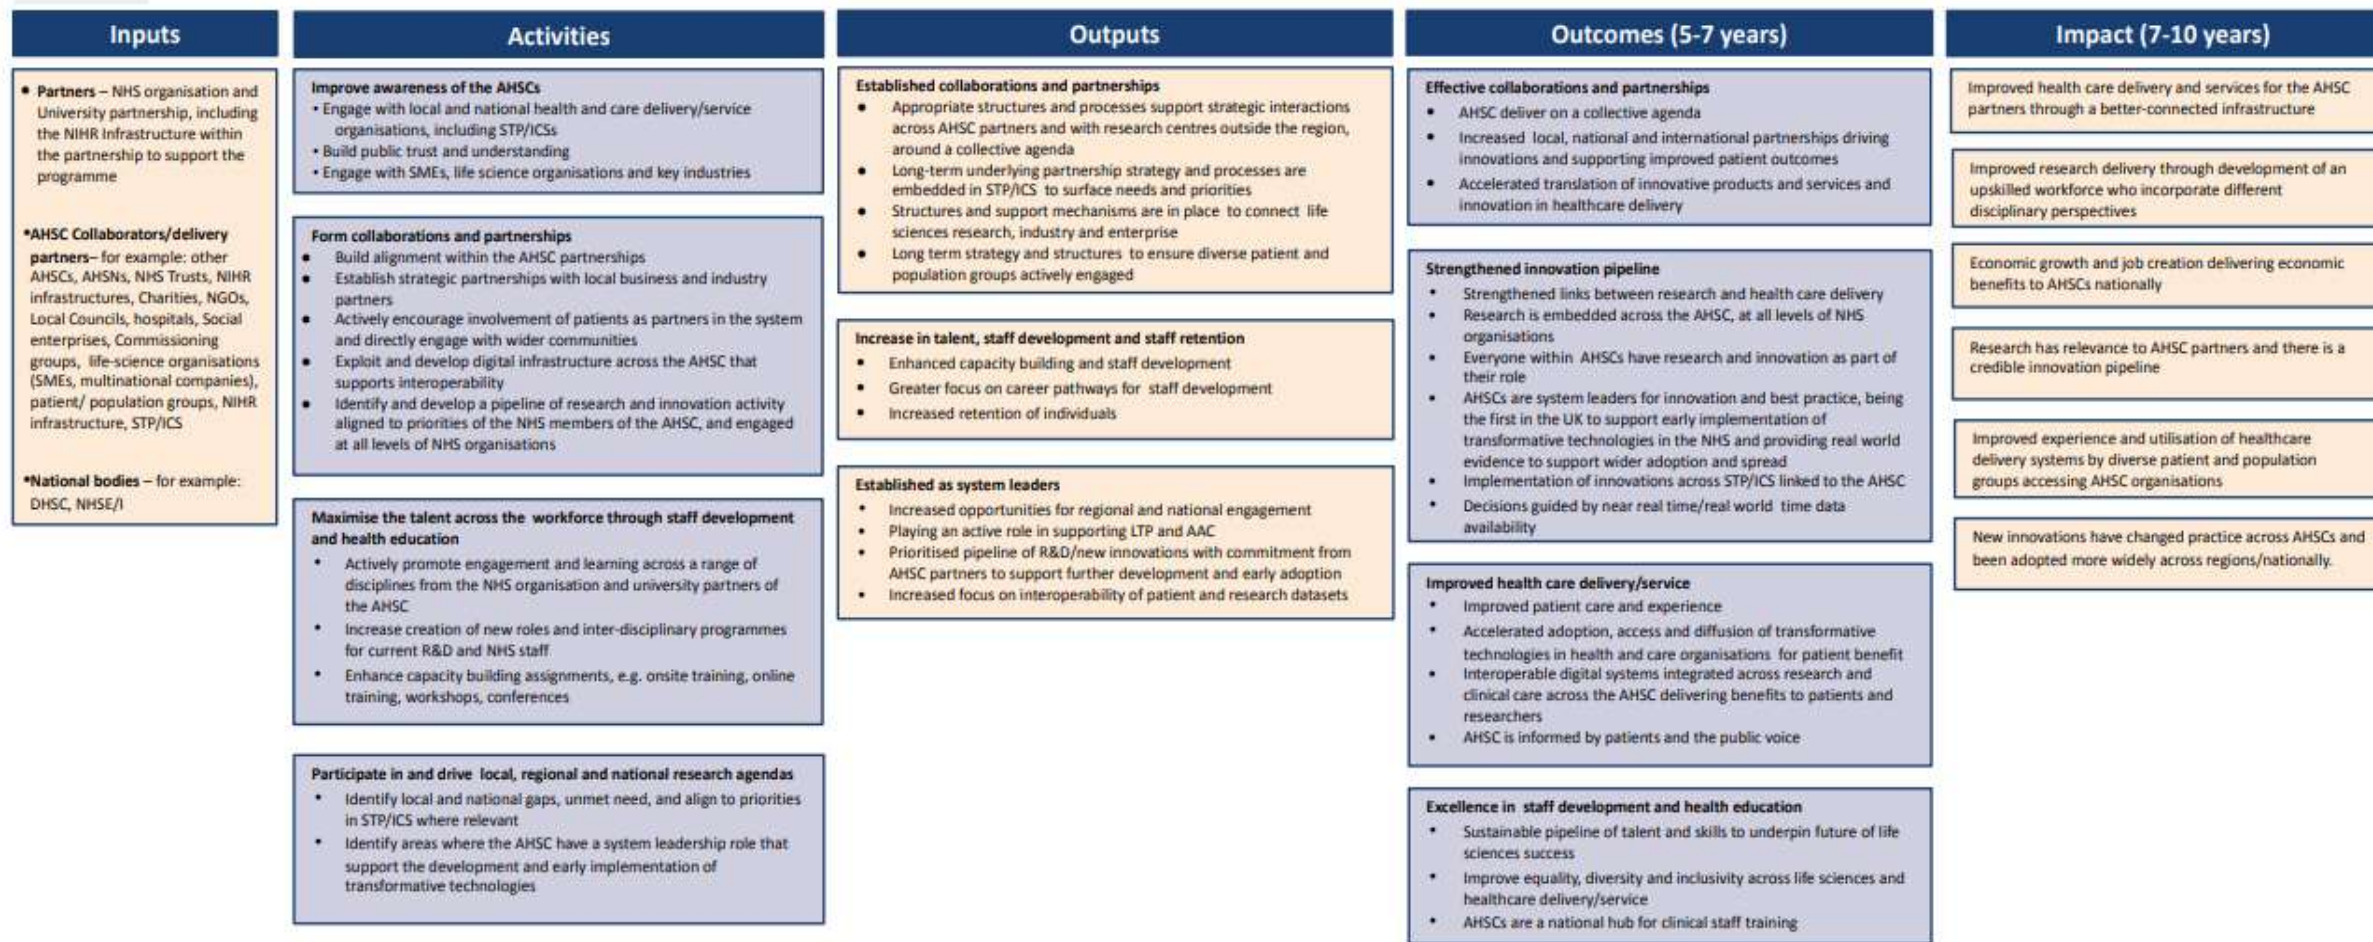 Inputs
• Partners – NHS organisation and
University partnership, including
the NIHR Infrastructure within
the partnership to support the
programme
•AHSC Collaborators/delivery
partners– for example: other
AHSCs, AHSNs, NHS Trusts, NIHR
infrastructures, Charities, NGOs,
Local Councils, hospitals, Social
enterprises, Commissioning
groups, life-science organisations
(SMEs, multinational companies),
patient/ population groups, NIHR
infrastructure, STP/ICS
•National bodies – for example:
DHSC, NHSE/I
Activities
Improve awareness of the AHSCs
• Engage with local and national health and care delivery/service
organisations, including STP/ICSs
• Build public trust and understanding
• Engage with SMEs, life science organisations and key industries
Form collaborations and partnerships
• Build alignment within the AHSC partnerships
• Establish strategic partnerships with local business and industry
partners
• Actively encourage involvement of patients as partners in the system
and directly engage with wider communities
• Exploit and develop digital infrastructure across the AHSC that
supports interoperability
• Identify and develop a pipeline of research and innovation activity
aligned to priorities of the NHS members of the AHSC, and engaged
at all levels of NHS organisations
Maximise the talent across the workforce through staff development
and health education
• Actively promote engagement and learning across a range of
disciplines from the NHS organisation and university partners of
the AHSC
• Increase creation of new roles and inter-disciplinary programmes
for current R&D and NHS staff
• Enhance capacity building assignments, e.g. onsite training, online
training, workshops, conferences
Participate in and drive local, regional and national research agendas
• Identify local and national gaps, unmet need, and align to priorities
in STP/ICS where relevant
• Identify areas where the AHSC have a system leadership role that
support the development and early implementation of
transformative technologies
Outputs
Established collaborations and partnerships
• Appropriate structures and processes support strategic interactions
across AHSC partners and with research centres outside the region,
around a collective agenda
• Long-term underlying partnership strategy and processes are
embedded in STP/ICS to surface needs and priorities
• Structures and support mechanisms are in place to connect life
sciences research, industry and enterprise
• Long term strategy and structures to ensure diverse patient and
population groups actively engaged
Increase in talent, staff development and staff retention
• Enhanced capacity building and staff development
• Greater focus on career pathways for staff development
• Increased retention of individuals
Established as system leaders
• Increased opportunities for regional and national engagement
• Playing an active role in supporting LTP and AAC
• Prioritised pipeline of R&D/new innovations with commitment from
AHSC partners to support further development and early adoption
• Increased focus on interoperability of patient and research datasets
Outcomes (5-7 years)
Effective collaborations and partnerships
• AHSC deliver on a collective agenda
• Increased local, national and international partnerships driving
innovations and supporting improved patient outcomes
• Accelerated translation of innovative products and services and
innovation in healthcare delivery
Strengthened innovation pipeline
• Strengthened links between research and health care delivery
• Research is embedded across the AHSC, at all levels of NHS
organisations
• Everyone within AHSCs have research and innovation as part of
their role
• AHSCs are system leaders for innovation and best practice, being
the first in the UK to support early implementation of
transformative technologies in the NHS and providing real world
evidence to support wider adoption and spread
• Implementation of innovations across STP/ICS linked to the AHSC
• Decisions guided by near real time/real world time data
availability
Improved health care delivery/service
• Improved patient care and experience
• Accelerated adoption, access and diffusion of transformative
technologies in health and care organisations for patient benefit
• Interoperable digital systems integrated across research and
clinical care across the AHSC delivering benefits to patients and
researchers
• AHSC is informed by patients and the public voice
Excellence in staff development and health education
• Sustainable pipeline of talent and skills to underpin future of life
sciences success
• Improve equality, diversity and inclusivity across life sciences and
healthcare delivery/service
• AHSCs are a national hub for clinical staff training
Impact (7-10 years)
Improved health care delivery and services for the AHSC
partners through a better-connected infrastructure
Improved research delivery through development of an
upskilled workforce who incorporate different
disciplinary perspectives
Economic growth and job creation delivering economic
benefits to AHSCs nationally
Research has relevance to AHSC partners and there is a
credible innovation pipeline
Improved experience and utilisation of healthcare
delivery systems by diverse patient and population
groups accessing AHSC organisations
New innovations have changed practice across AHSCs and
been adopted more widely across regions/nationally.